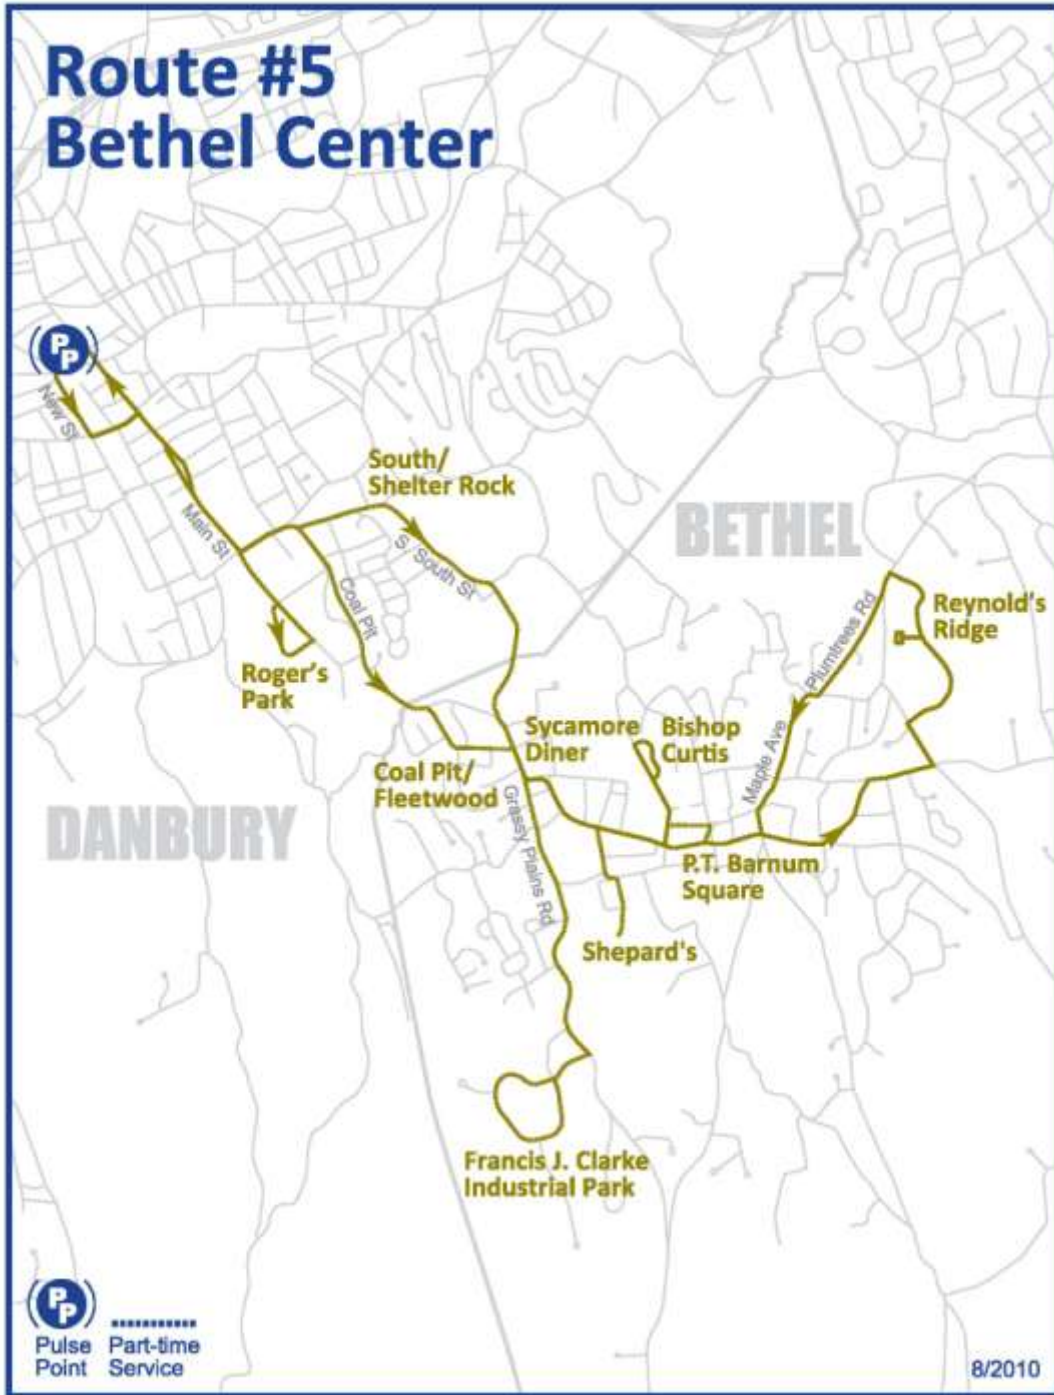 Route #5
Bethel Center
PP
New St
Main St
South/
Shelter Rock
S. South St
BETHEL
Coal Pit
Plumtrees Rd
Reynold's
Ridge
Roger's
Park
Sycamore
Diner
Bishop
Curtis
Maple Ave
Coal Pit/
Fleetwood
Grassy Plains Rd
DANBURY
P.T. Barnum
Square
Shepard's
Francis J. Clarke
Industrial Park
PP
Pulse
Point
Part-time
Service
8/2010